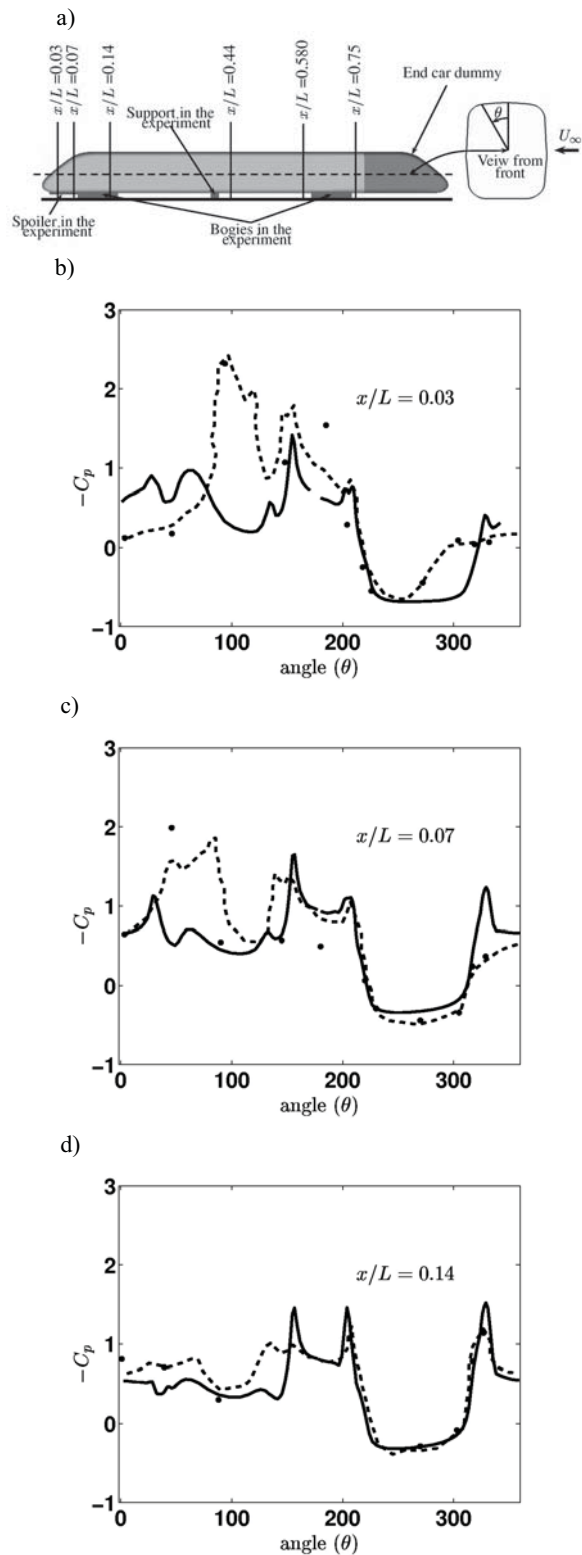 a)
x/L=0.03
x/L=0.07
x/L=0.14
x/L=0.44
x/L=0.580
x/L=0.75
Support in the
experiment
End car dummy
θ
U∞
Veiw from
front
Spoiler in the
experiment
Bogies in the
experiment
b)
3
2
1
0
−1
−Cp
x/L = 0.03
0 100 200 300
angle (θ)
c)
3
2
1
0
−1
−Cp
x/L = 0.07
0 100 200 300
angle (θ)
d)
3
2
1
0
−1
−Cp
x/L = 0.14
0 100 200 300
angle (θ)